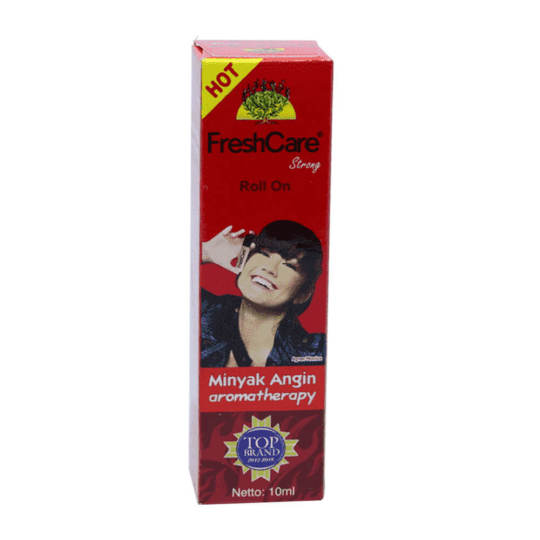 HOT
FreshCare®
Strong
Roll On
Minyak Angin
aromatherapy
TOP
BRAND
Netto: 10ml